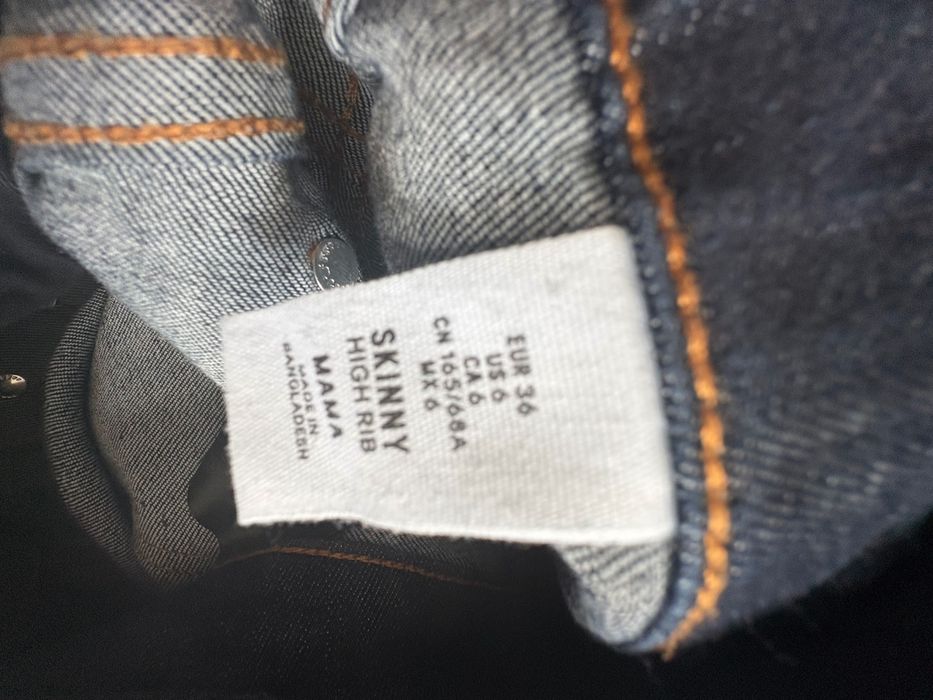 EUR 36
US 6
CA 6
CN 165/68A
MX 6
SKINNY
HIGH RIB
MAMA
MADE IN
BANGLADESH